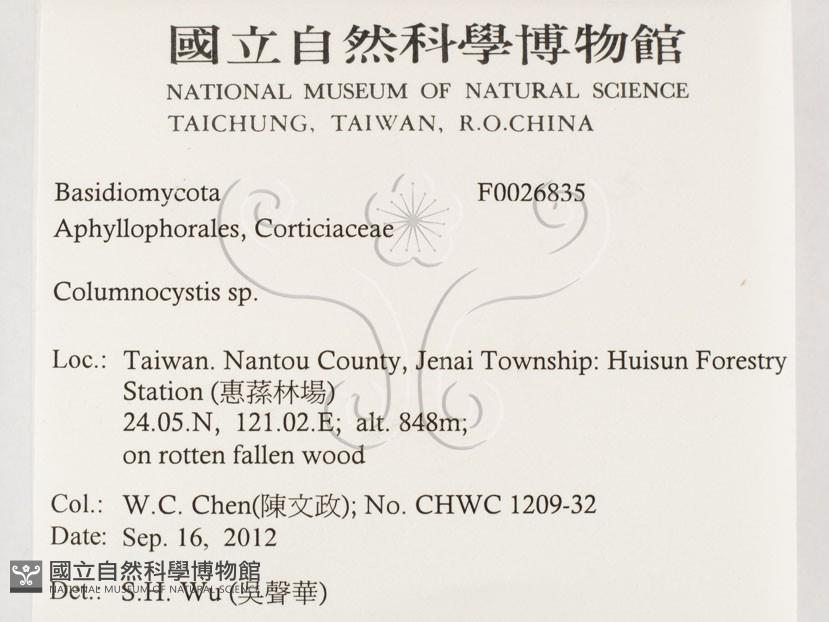 國立自然科學博物館
NATIONAL MUSEUM OF NATURAL SCIENCE
TAICHUNG, TAIWAN, R.O.CHINA
Basidiomycota F0026835
Aphyllophorales, Corticiaceae
Columnocystis sp.
Loc.: Taiwan. Nantou County, Jenai Township: Huisun Forestry
Station (惠蓀林場)
24.05.N, 121.02.E; alt. 848m;
on rotten fallen wood
Col.: W.C. Chen(陳文政); No. CHWC 1209-32
Date: Sep. 16, 2012
國立自然科學博物館
NATIONAL MUSEUM OF NATURAL SCIENCE
Det.: S.H. Wu (吳聲華)